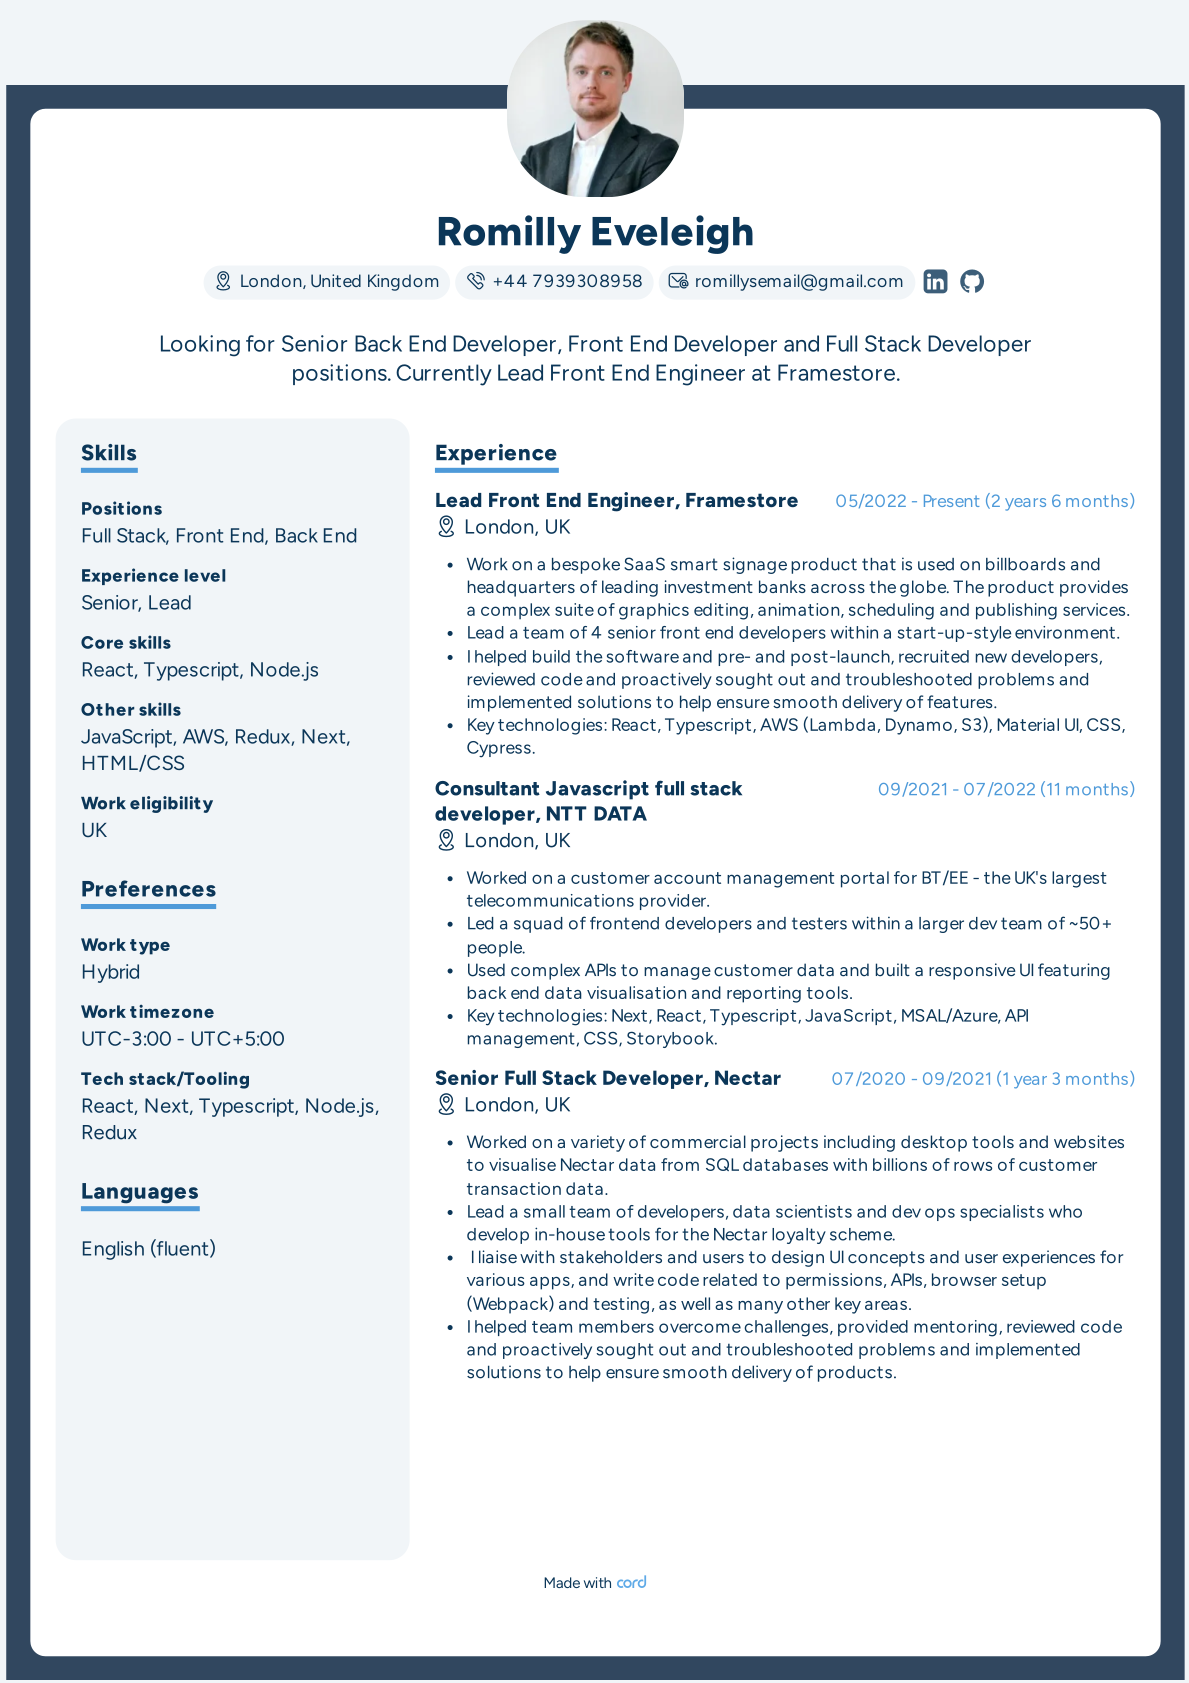 Romilly Eveleigh
London, United Kingdom
+44 7939308958
romillysemail@gmail.com
in
Looking for Senior Back End Developer, Front End Developer and Full Stack Developer
positions. Currently Lead Front End Engineer at Framestore.
Skills
Positions
Full Stack, Front End, Back End
Experience level
Senior, Lead
Core skills
React, Typescript, Node.js
Other skills
JavaScript, AWS, Redux, Next,
HTML/CSS
Work eligibility
UK
Preferences
Work type
Hybrid
Work timezone
UTC-3:00 - UTC+5:00
Tech stack/Tooling
React, Next, Typescript, Node.js,
Redux
Languages
English (fluent)
Experience
Lead Front End Engineer, Framestore
05/2022 - Present (2 years 6 months)
London, UK
• Work on a bespoke SaaS smart signage product that is used on billboards and
headquarters of leading investment banks across the globe. The product provides
a complex suite of graphics editing, animation, scheduling and publishing services.
• Lead a team of 4 senior front end developers within a start-up-style environment.
• I helped build the software and pre- and post-launch, recruited new developers,
reviewed code and proactively sought out and troubleshooted problems and
implemented solutions to help ensure smooth delivery of features.
• Key technologies: React, Typescript, AWS (Lambda, Dynamo, S3), Material UI, CSS,
Cypress.
Consultant Javascript full stack
developer, NTT DATA
09/2021 - 07/2022 (11 months)
London, UK
• Worked on a customer account management portal for BT/EE - the UK's largest
telecommunications provider.
• Led a squad of frontend developers and testers within a larger dev team of ~50+
people.
• Used complex APIs to manage customer data and built a responsive UI featuring
back end data visualisation and reporting tools.
• Key technologies: Next, React, Typescript, JavaScript, MSAL/Azure, API
management, CSS, Storybook.
Senior Full Stack Developer, Nectar
07/2020 - 09/2021 (1 year 3 months)
London, UK
• Worked on a variety of commercial projects including desktop tools and websites
to visualise Nectar data from SQL databases with billions of rows of customer
transaction data.
• Lead a small team of developers, data scientists and dev ops specialists who
develop in-house tools for the Nectar loyalty scheme.
• I liaise with stakeholders and users to design UI concepts and user experiences for
various apps, and write code related to permissions, APIs, browser setup
(Webpack) and testing, as well as many other key areas.
• I helped team members overcome challenges, provided mentoring, reviewed code
and proactively sought out and troubleshooted problems and implemented
solutions to help ensure smooth delivery of products.
Made with cord